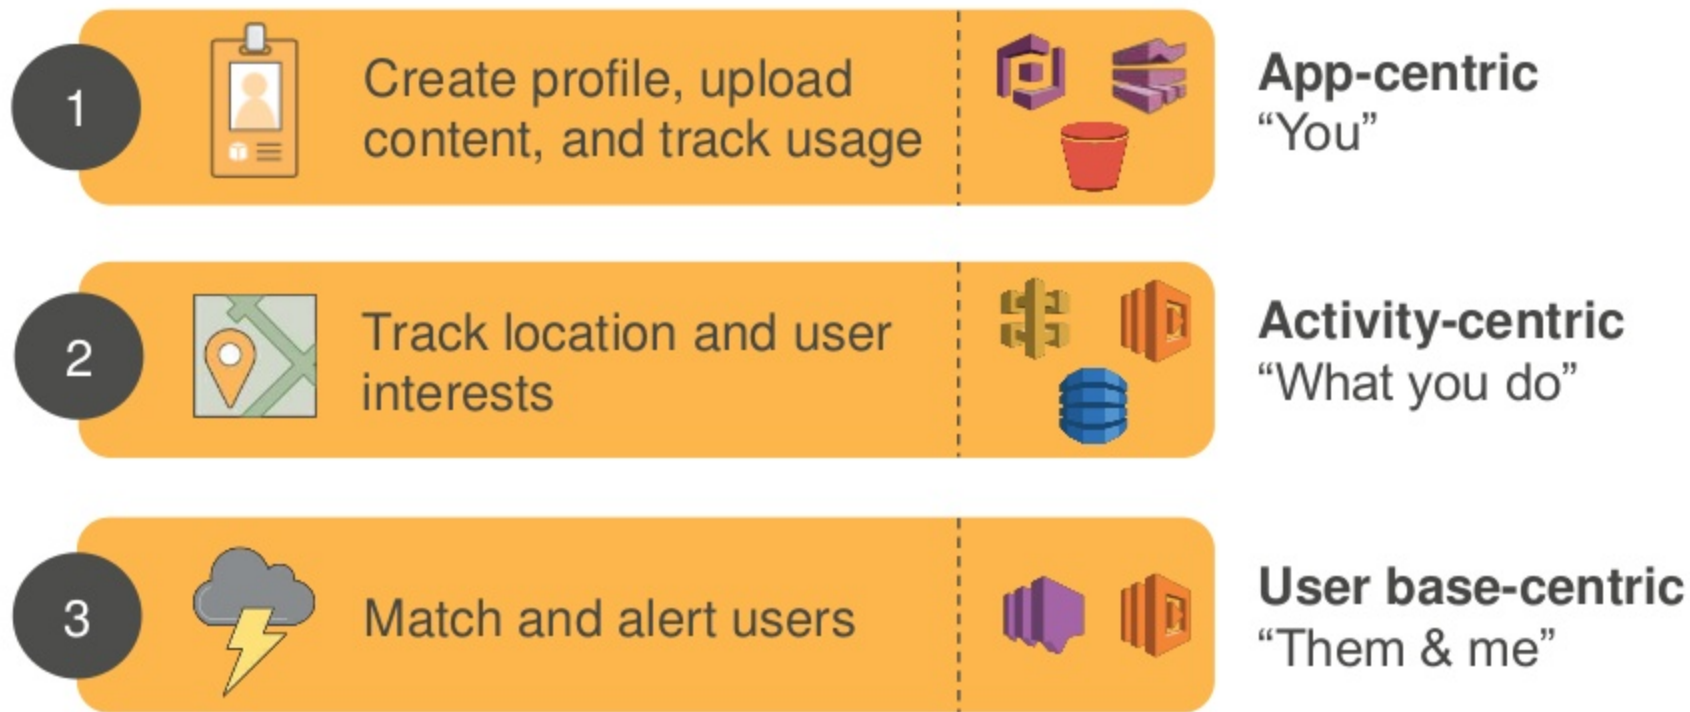 1
Create profile, upload
content, and track usage
App-centric
“You”
2
Track location and user
interests
Activity-centric
“What you do”
3
Match and alert users
User base-centric
“Them & me”